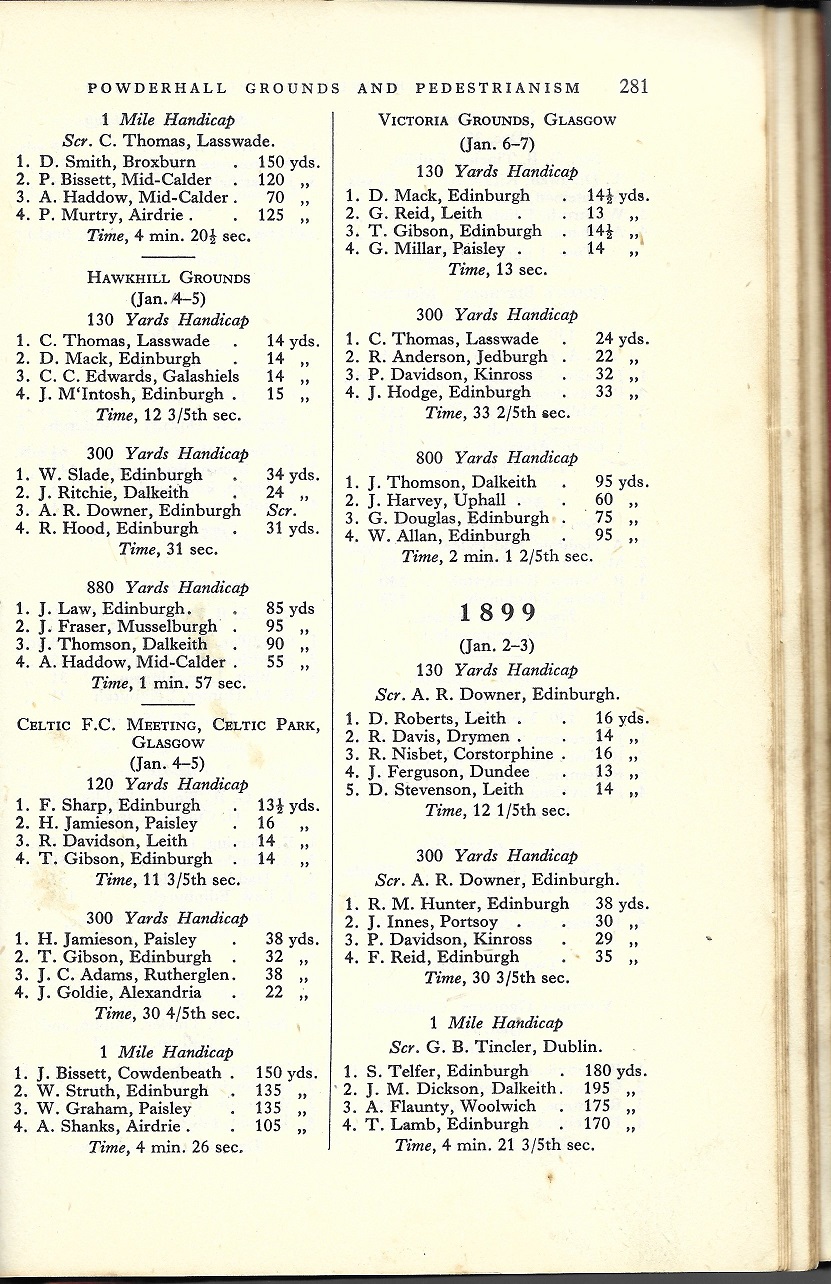 POWDERHALL GROUNDS AND PEDESTRIANISM 281
1 Mile Handicap
Scr. C. Thomas, Lasswade.
1. D. Smith, Broxburn . 150 yds.
2. P. Bissett, Mid-Calder . 120 „
3. A. Haddow, Mid-Calder . 70 „
4. P. Murtry, Airdrie . . 125 „
Time, 4 min. 20½ sec.
HAWKHILL GROUNDS
(Jan. 4–5)
130 Yards Handicap
1. C. Thomas, Lasswade . 14 yds.
2. D. Mack, Edinburgh . 14 „
3. C. C. Edwards, Galashiels 14 „
4. J. M‘Intosh, Edinburgh . 15 „
Time, 12 3/5th sec.
300 Yards Handicap
1. W. Slade, Edinburgh . 34 yds.
2. J. Ritchie, Dalkeith . 24 „
3. A. R. Downer, Edinburgh Scr.
4. R. Hood, Edinburgh . 31 yds.
Time, 31 sec.
880 Yards Handicap
1. J. Law, Edinburgh. . 85 yds
2. J. Fraser, Musselburgh . 95 „
3. J. Thomson, Dalkeith . 90 „
4. A. Haddow, Mid-Calder . 55 „
Time, 1 min. 57 sec.
CELTIC F.C. MEETING, CELTIC PARK,
GLASGOW
(Jan. 4–5)
120 Yards Handicap
1. F. Sharp, Edinburgh . 13½ yds.
2. H. Jamieson, Paisley . 16 „
3. R. Davidson, Leith . 14 „
4. T. Gibson, Edinburgh . 14 „
Time, 11 3/5th sec.
300 Yards Handicap
1. H. Jamieson, Paisley . 38 yds.
2. T. Gibson, Edinburgh . 32 „
3. J. C. Adams, Rutherglen. 38 „
4. J. Goldie, Alexandria . 22 „
Time, 30 4/5th sec.
1 Mile Handicap
1. J. Bissett, Cowdenbeath . 150 yds.
2. W. Struth, Edinburgh . 135 „
3. W. Graham, Paisley . 135 „
4. A. Shanks, Airdrie . . 105 „
Time, 4 min. 26 sec.
VICTORIA GROUNDS, GLASGOW
(Jan. 6–7)
130 Yards Handicap
1. D. Mack, Edinburgh . 14½ yds.
2. G. Reid, Leith . . 13 „
3. T. Gibson, Edinburgh . 14½ „
4. G. Millar, Paisley . . 14 „
Time, 13 sec.
300 Yards Handicap
1. C. Thomas, Lasswade . 24 yds.
2. R. Anderson, Jedburgh . 22 „
3. P. Davidson, Kinross . 32 „
4. J. Hodge, Edinburgh . 33 „
Time, 33 2/5th sec.
800 Yards Handicap
1. J. Thomson, Dalkeith . 95 yds.
2. J. Harvey, Uphall . . 60 „
3. G. Douglas, Edinburgh . 75 „
4. W. Allan, Edinburgh . 95 „
Time, 2 min. 1 2/5th sec.
1899
(Jan. 2–3)
130 Yards Handicap
Scr. A. R. Downer, Edinburgh.
1. D. Roberts, Leith . . 16 yds.
2. R. Davis, Drymen . . 14 „
3. R. Nisbet, Corstorphine . 16 „
4. J. Ferguson, Dundee . 13 „
5. D. Stevenson, Leith . 14 „
Time, 12 1/5th sec.
300 Yards Handicap
Scr. A. R. Downer, Edinburgh.
1. R. M. Hunter, Edinburgh 38 yds.
2. J. Innes, Portsoy . . 30 „
3. P. Davidson, Kinross . 29 „
4. F. Reid, Edinburgh . 35 „
Time, 30 3/5th sec.
1 Mile Handicap
Scr. G. B. Tincler, Dublin.
1. S. Telfer, Edinburgh . 180 yds.
2. J. M. Dickson, Dalkeith. 195 „
3. A. Flaunty, Woolwich . 175 „
4. T. Lamb, Edinburgh . 170 „
Time, 4 min. 21 3/5th sec.